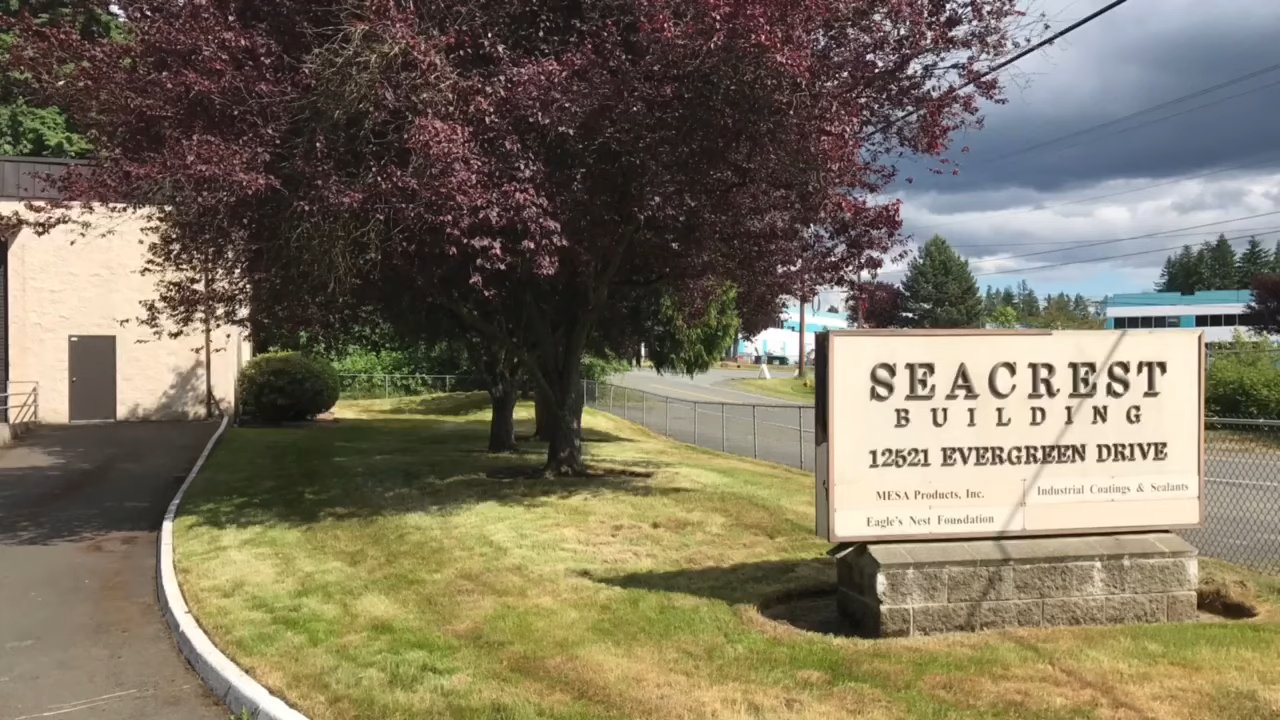 SEACREST
BUILDING
12521 EVERGREEN DRIVE
MESA Products, Inc.
Industrial Coatings & Sealants
Eagle's Nest Foundation